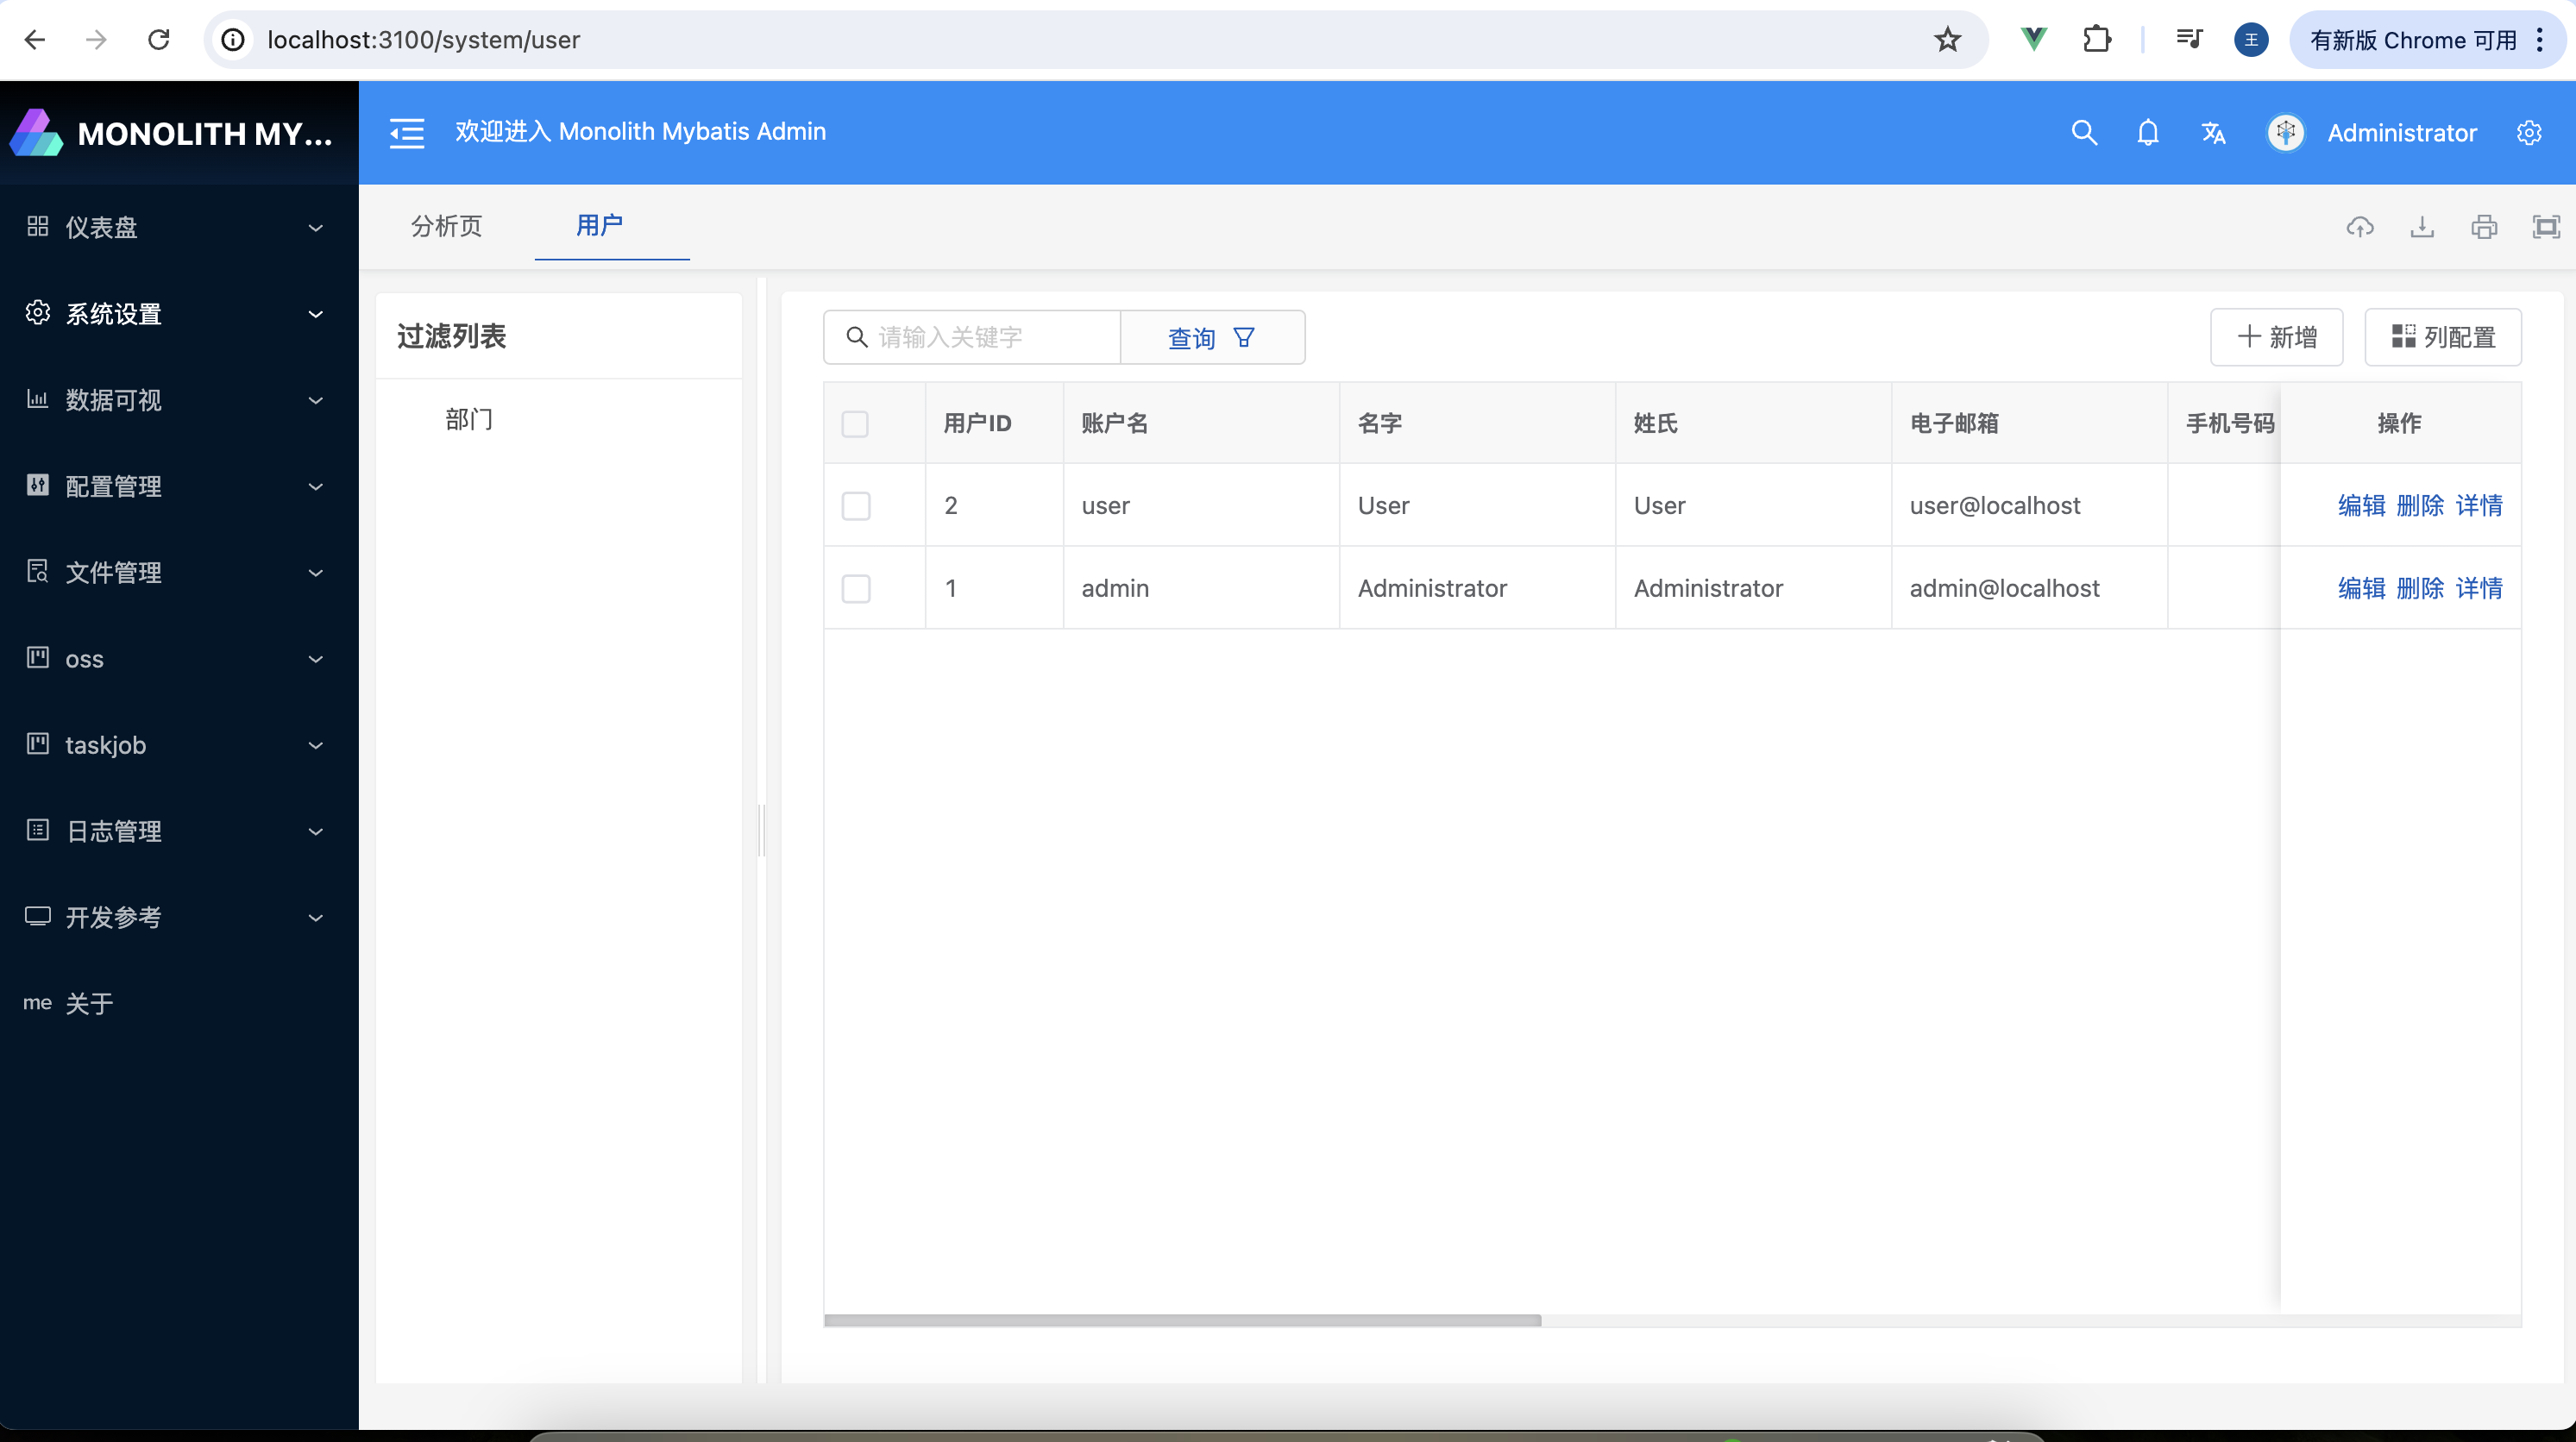 localhost:3100/system/user
王
有新版 Chrome 可用
MONOLITH MY...
欢迎进入 Monolith Mybatis Admin
Administrator
仪表盘
系统设置
数据可视
配置管理
文件管理
oss
taskjob
日志管理
开发参考
me 关于
分析页 用户
过滤列表
部门
请输入关键字 查询
新增 列配置
用户ID 账户名 名字 姓氏 电子邮箱 手机号码 操作
2 user User User user@localhost 编辑 删除 详情
1 admin Administrator Administrator admin@localhost 编辑 删除 详情